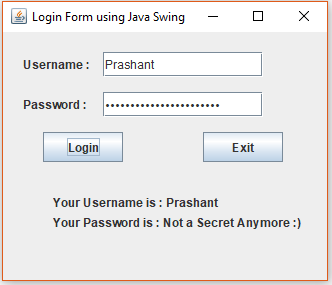 Login Form using Java Swing
Username : Prashant
Password : •••••••••••••••••••••••
Login Exit
Your Username is : Prashant
Your Password is : Not a Secret Anymore :)